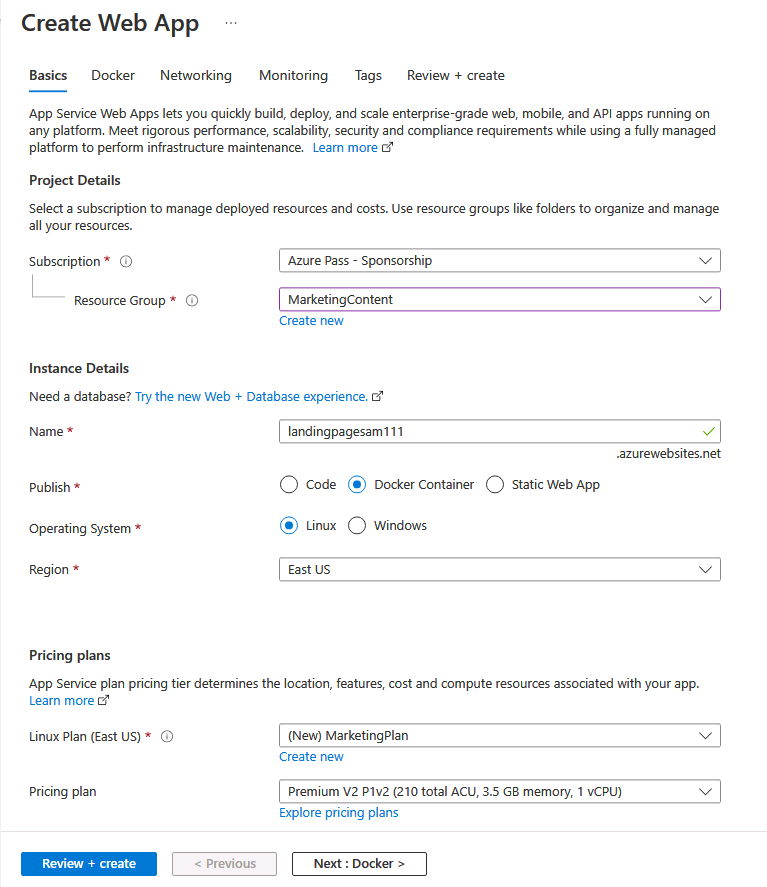 Create Web App ...
Basics Docker Networking Monitoring Tags Review + create
App Service Web Apps lets you quickly build, deploy, and scale enterprise-grade web, mobile, and API apps running on
any platform. Meet rigorous performance, scalability, security and compliance requirements while using a fully managed
platform to perform infrastructure maintenance. Learn more
Project Details
Select a subscription to manage deployed resources and costs. Use resource groups like folders to organize and manage
all your resources.
Subscription * Azure Pass - Sponsorship
Resource Group * MarketingContent
Create new
Instance Details
Need a database? Try the new Web + Database experience.
Name * landingpagesam111
.azurewebsites.net
Publish * Code Docker Container Static Web App
Operating System * Linux Windows
Region * East US
Pricing plans
App Service plan pricing tier determines the location, features, cost and compute resources associated with your app.
Learn more
Linux Plan (East US) * (New) MarketingPlan
Create new
Pricing plan Premium V2 P1v2 (210 total ACU, 3.5 GB memory, 1 vCPU)
Explore pricing plans
Review + create < Previous Next : Docker >